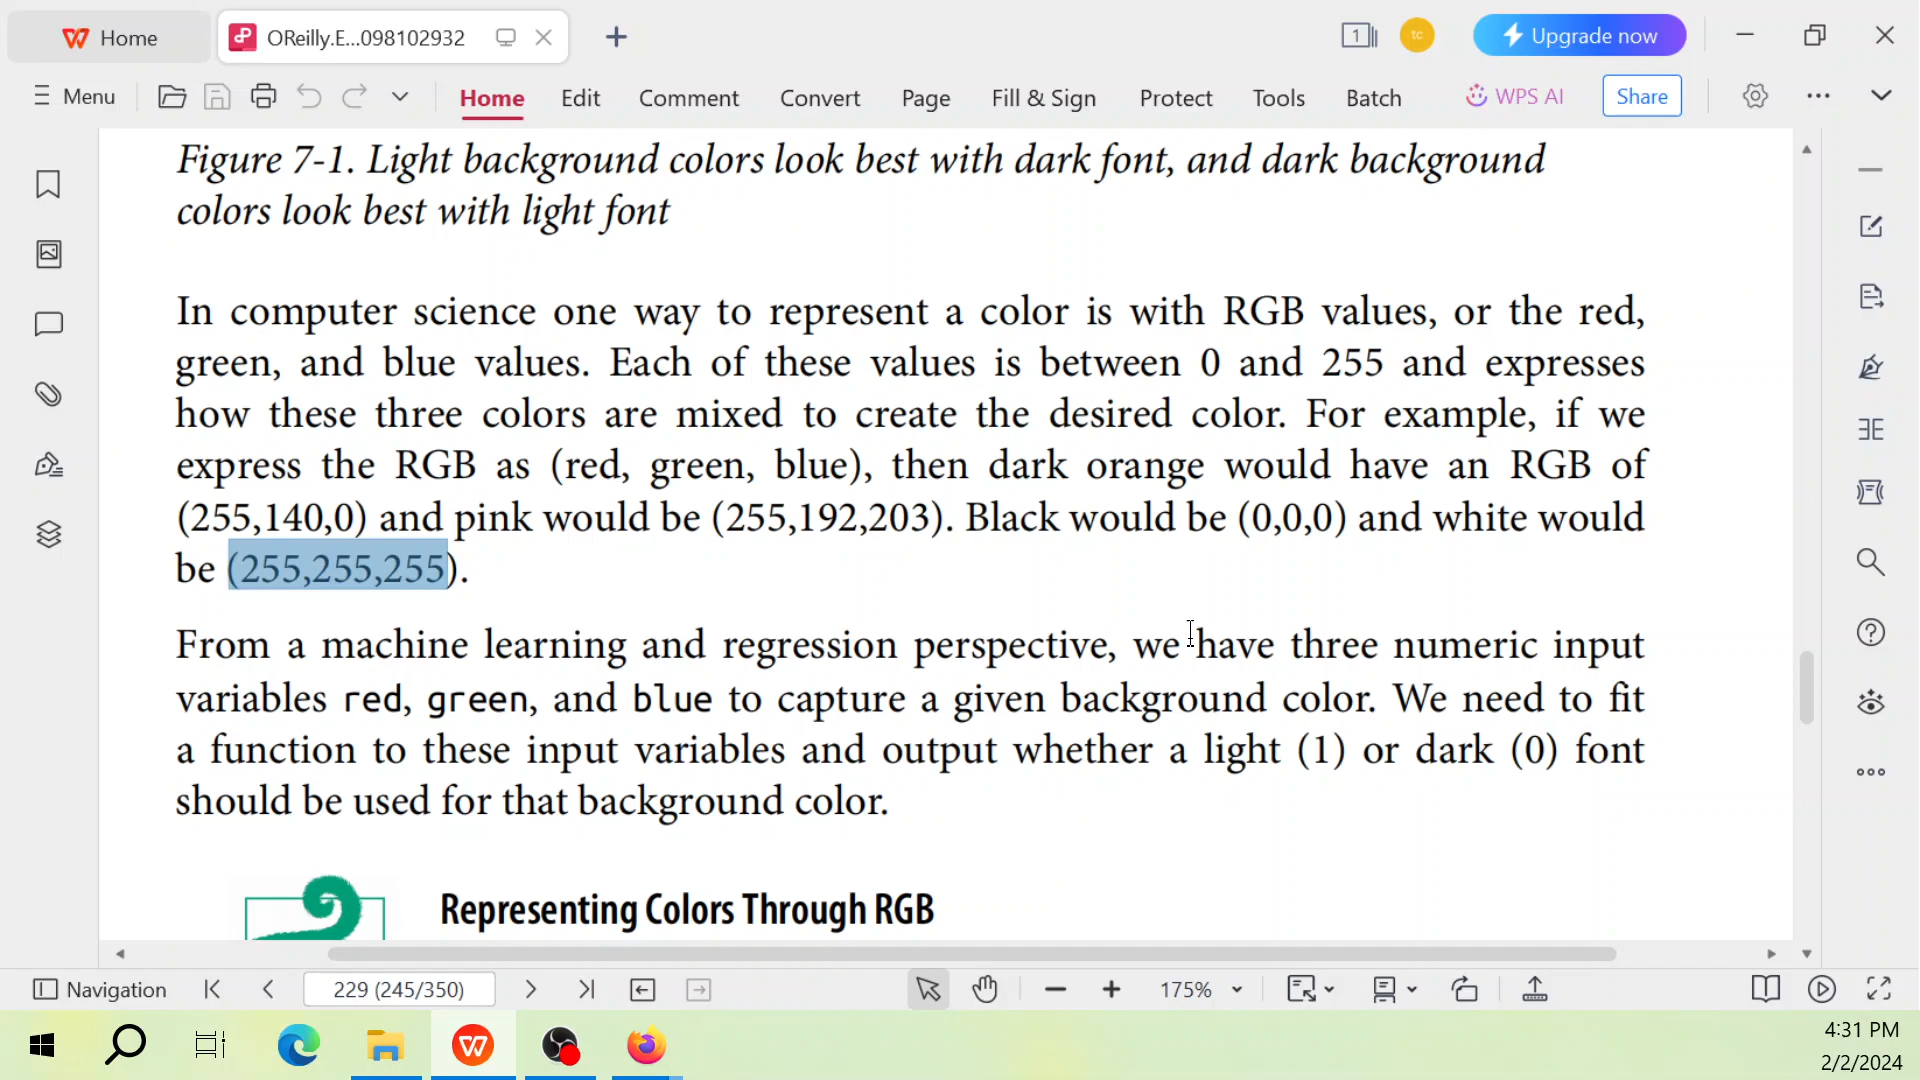 Home
OReilly.E...098102932
1
tc
Upgrade now
Menu
Home
Edit
Comment
Convert
Page
Fill & Sign
Protect
Tools
Batch
WPS AI
Share
Figure 7-1. Light background colors look best with dark font, and dark background
colors look best with light font
In computer science one way to represent a color is with RGB values, or the red,
green, and blue values. Each of these values is between 0 and 255 and expresses
how these three colors are mixed to create the desired color. For example, if we
express the RGB as (red, green, blue), then dark orange would have an RGB of
(255,140,0) and pink would be (255,192,203). Black would be (0,0,0) and white would
be (255,255,255).
From a machine learning and regression perspective, we have three numeric input
variables red, green, and blue to capture a given background color. We need to fit
a function to these input variables and output whether a light (1) or dark (0) font
should be used for that background color.
Representing Colors Through RGB
Navigation
229 (245/350)
175%
4:31 PM
2/2/2024